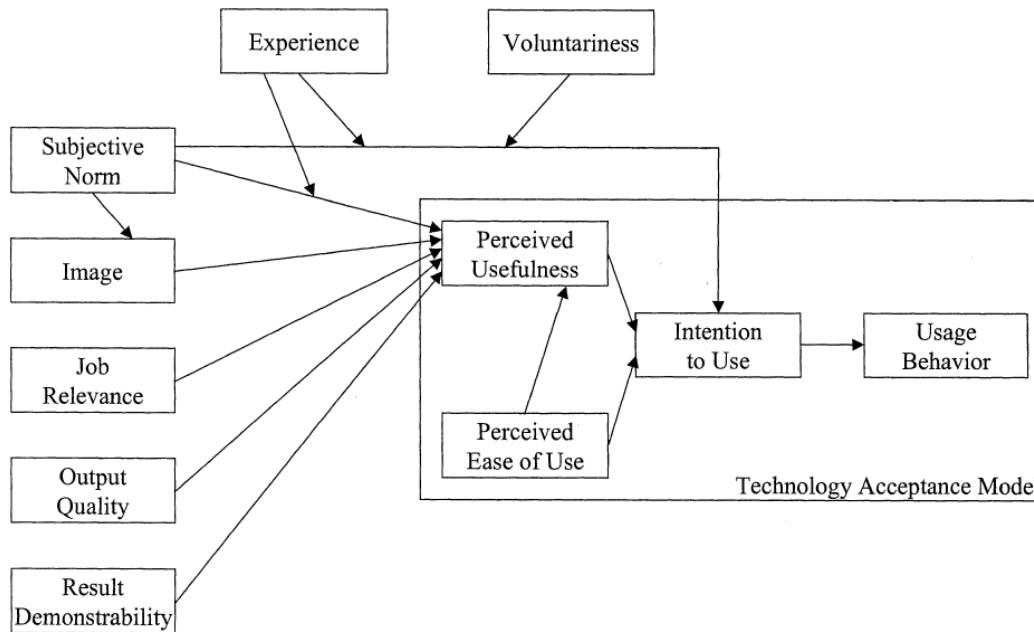 Experience
Voluntariness
Subjective
Norm
Image
Job
Relevance
Output
Quality
Result
Demonstrability
Perceived
Usefulness
Perceived
Ease of Use
Intention
to Use
Usage
Behavior
Technology Acceptance Mode